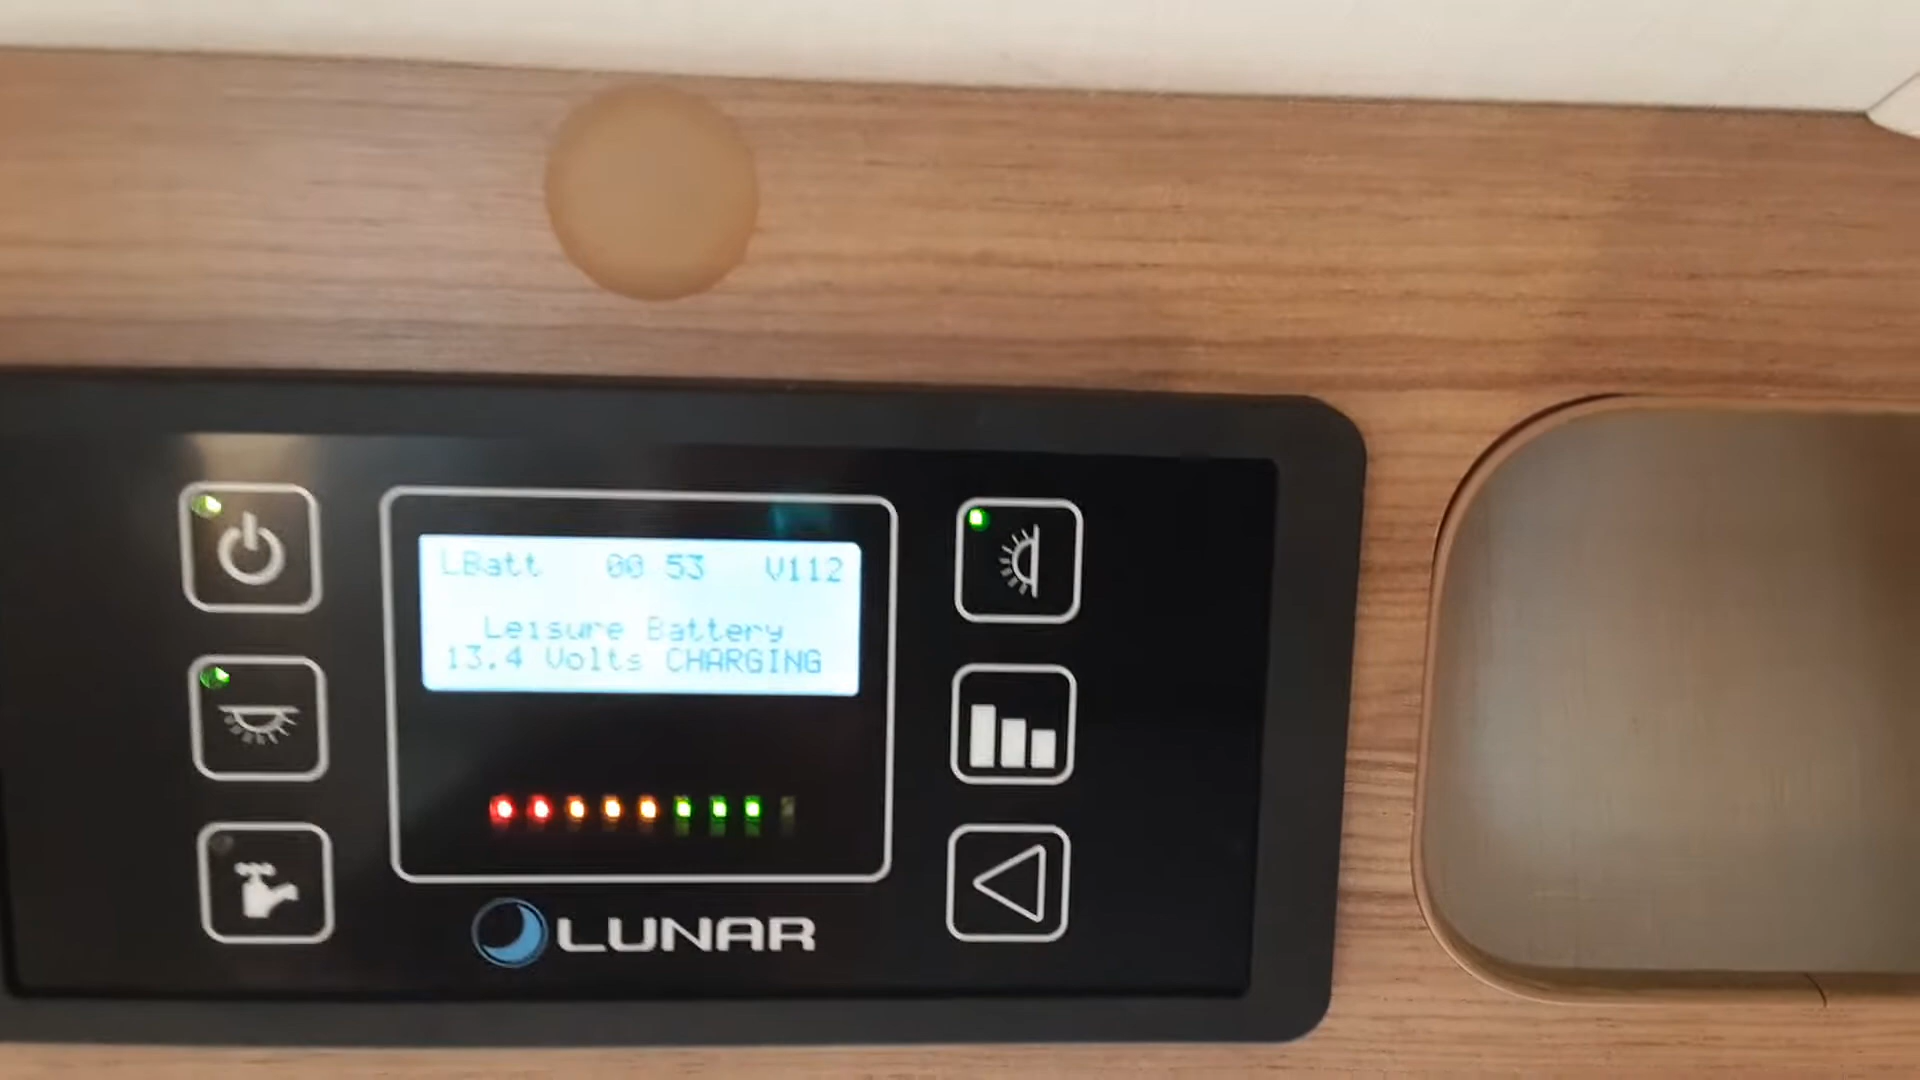 LBatt 00 53 V112
Leisure Battery
13.4 Volts CHARGING
LUNAR